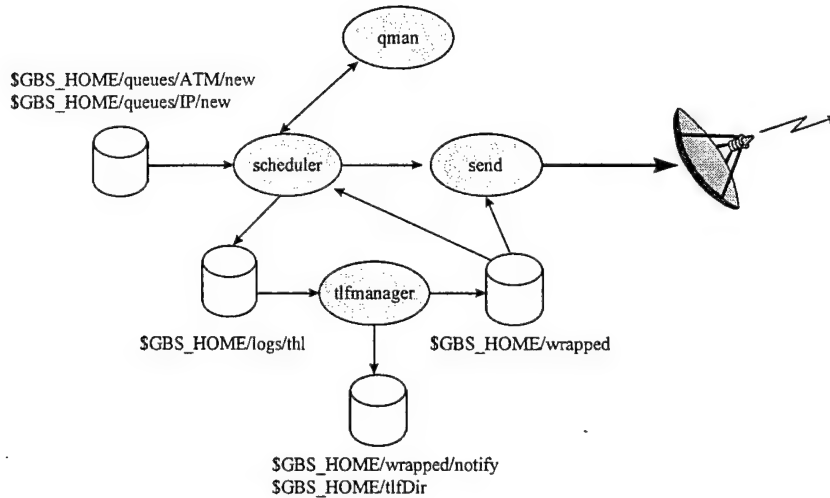 qman
$GBS_HOME/queues/ATM/new
$GBS_HOME/queues/IP/new
scheduler
send
tlfmanager
$GBS_HOME/logs/thl
$GBS_HOME/wrapped
$GBS_HOME/wrapped/notify
$GBS_HOME/tlfDir